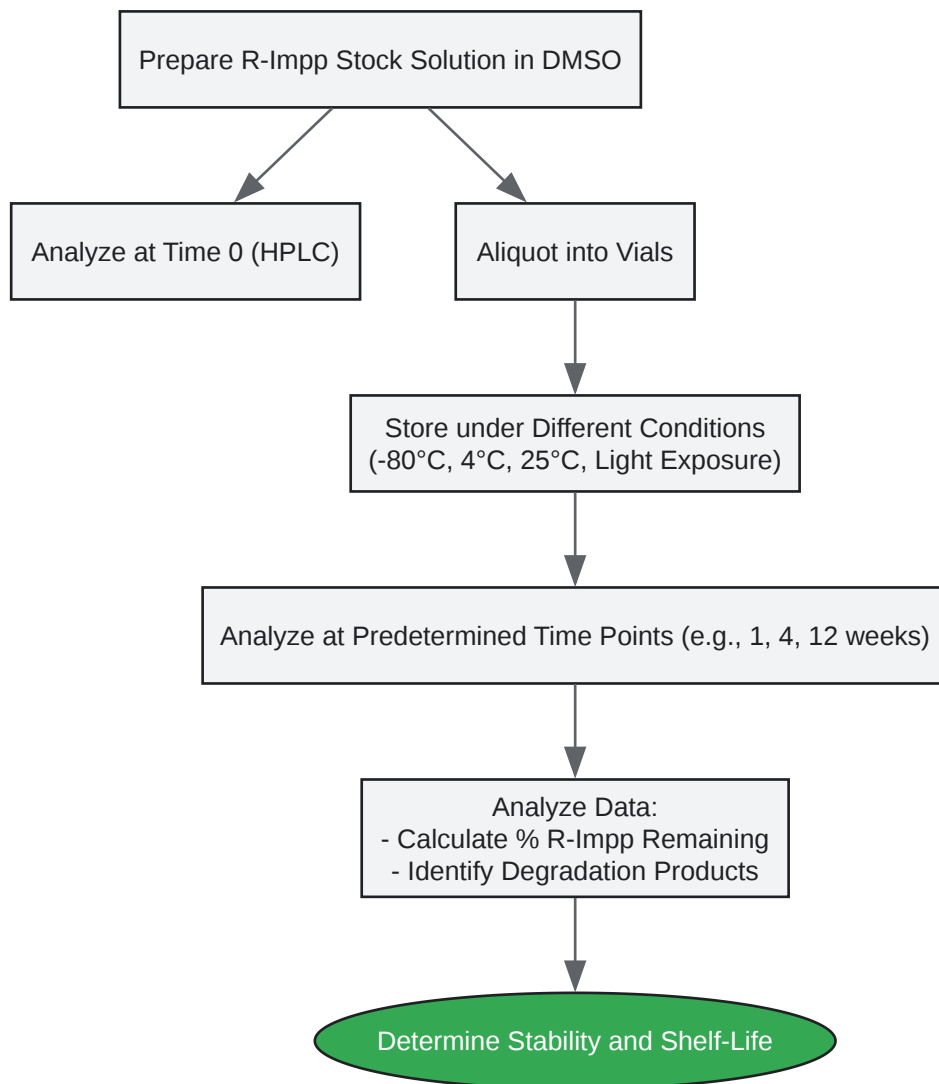 Prepare R-Impp Stock Solution in DMSO
Analyze at Time 0 (HPLC)
Aliquot into Vials
Store under Different Conditions
(-80°C, 4°C, 25°C, Light Exposure)
Analyze at Predetermined Time Points (e.g., 1, 4, 12 weeks)
Analyze Data:
- Calculate % R-Impp Remaining
- Identify Degradation Products
Determine Stability and Shelf-Life